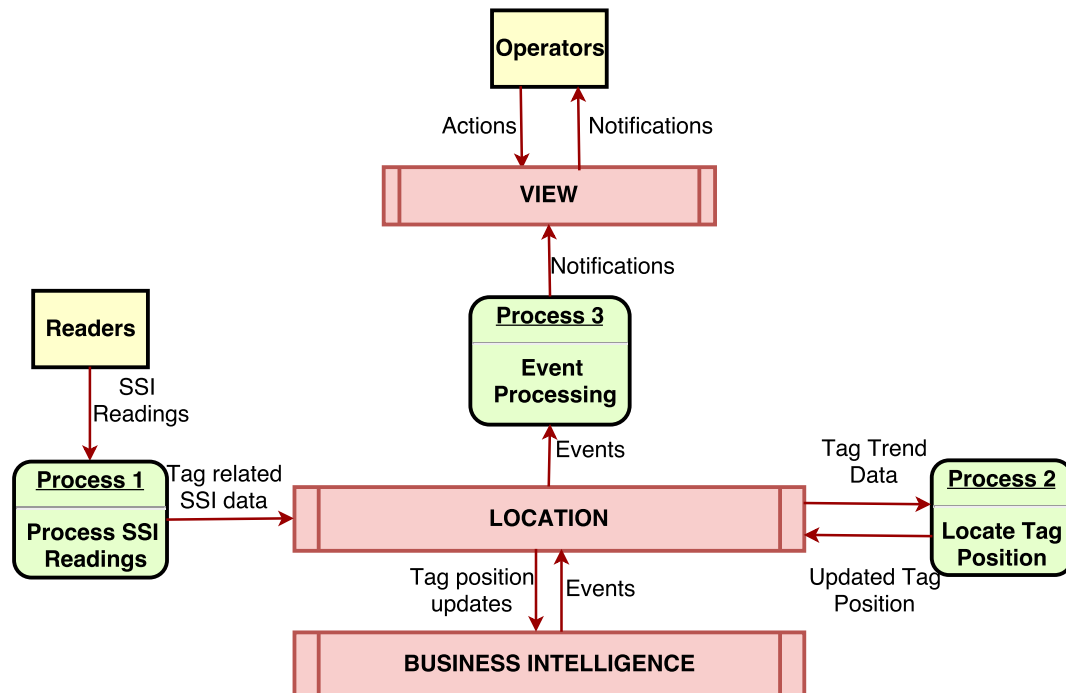 Operators
Actions
Notifications
VIEW
Notifications
Readers
Process 3
Event
Processing
SSI
Readings
Events
Tag Trend
Data
Process 1
Tag related
SSI data
Process 2
LOCATION
Process SSI
Readings
Locate Tag
Position
Tag position
updates
Events
Updated Tag
Position
BUSINESS INTELLIGENCE